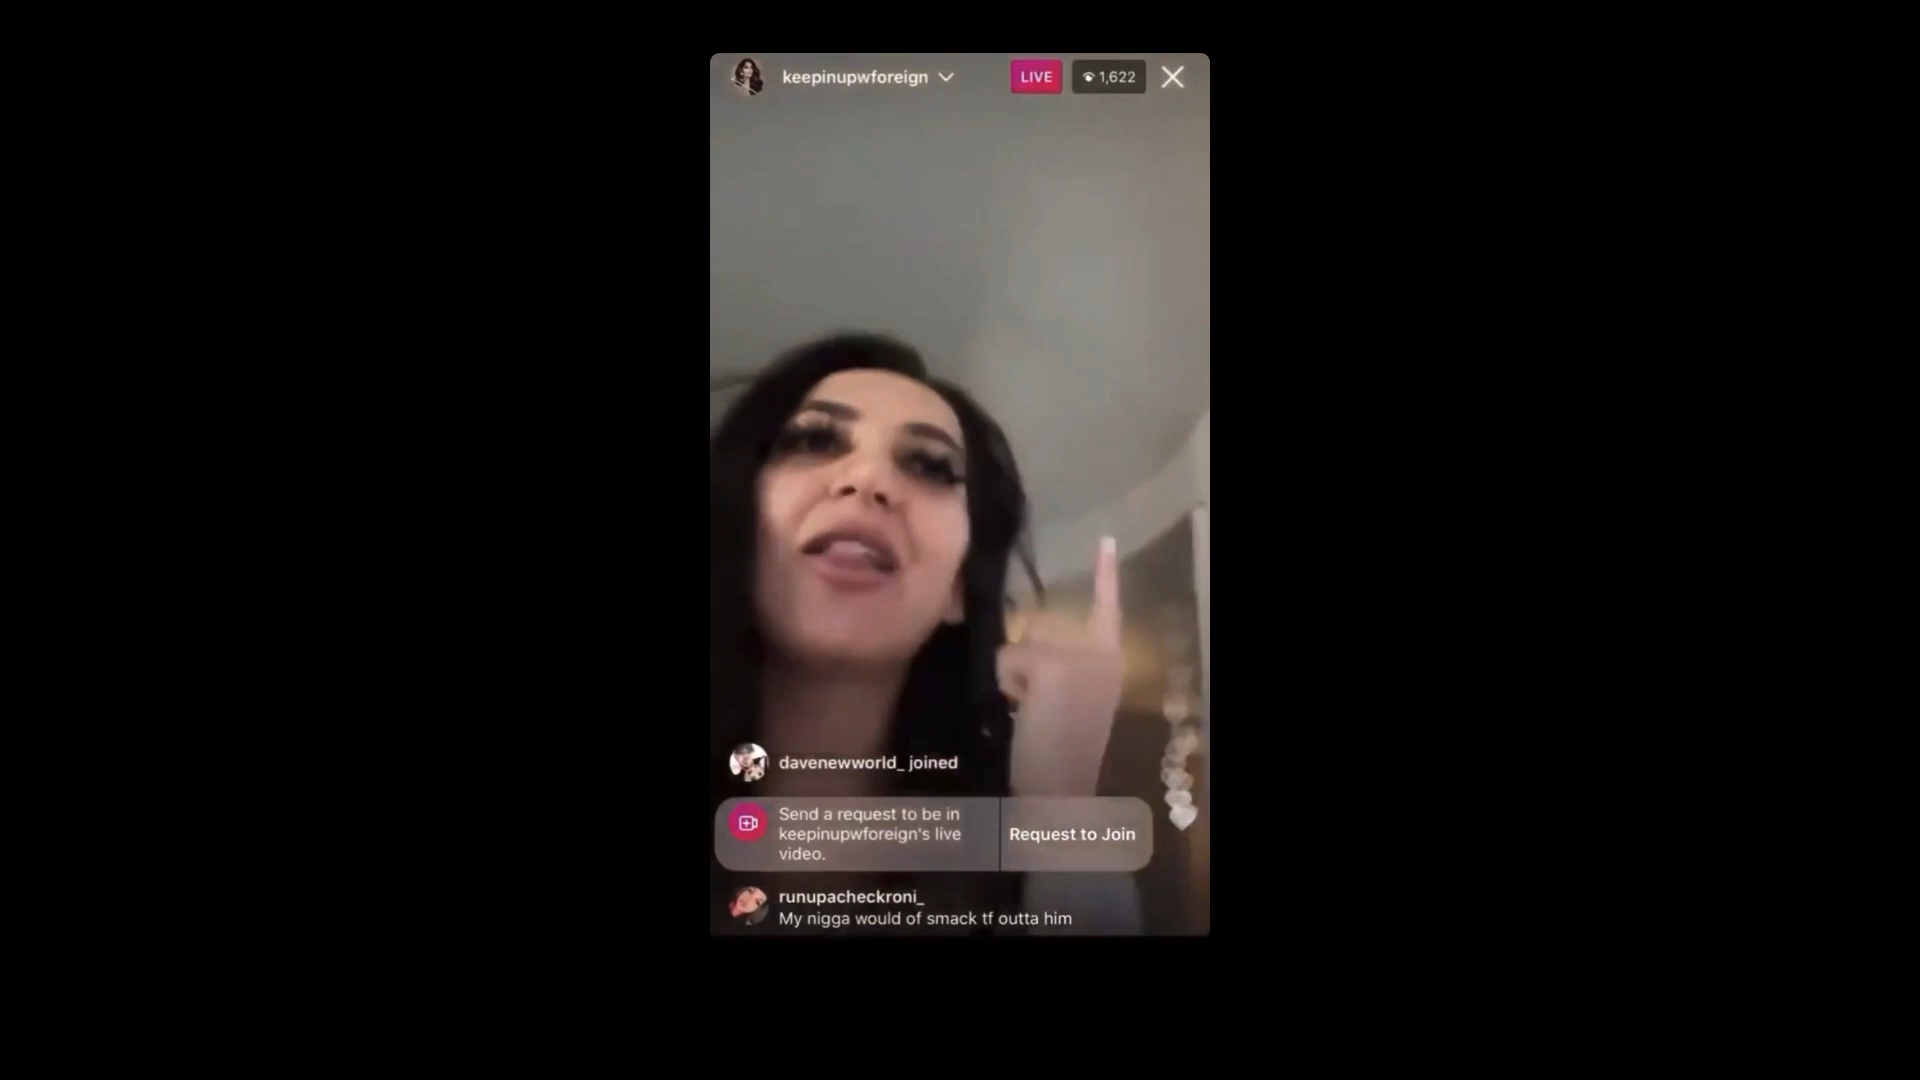 keepinupwforeign
LIVE
1,622
davenewworld_ joined
Send a request to be in
keepinupwforeign's live
video.
Request to Join
runupacheckroni_
My nigga would of smack tf outta him